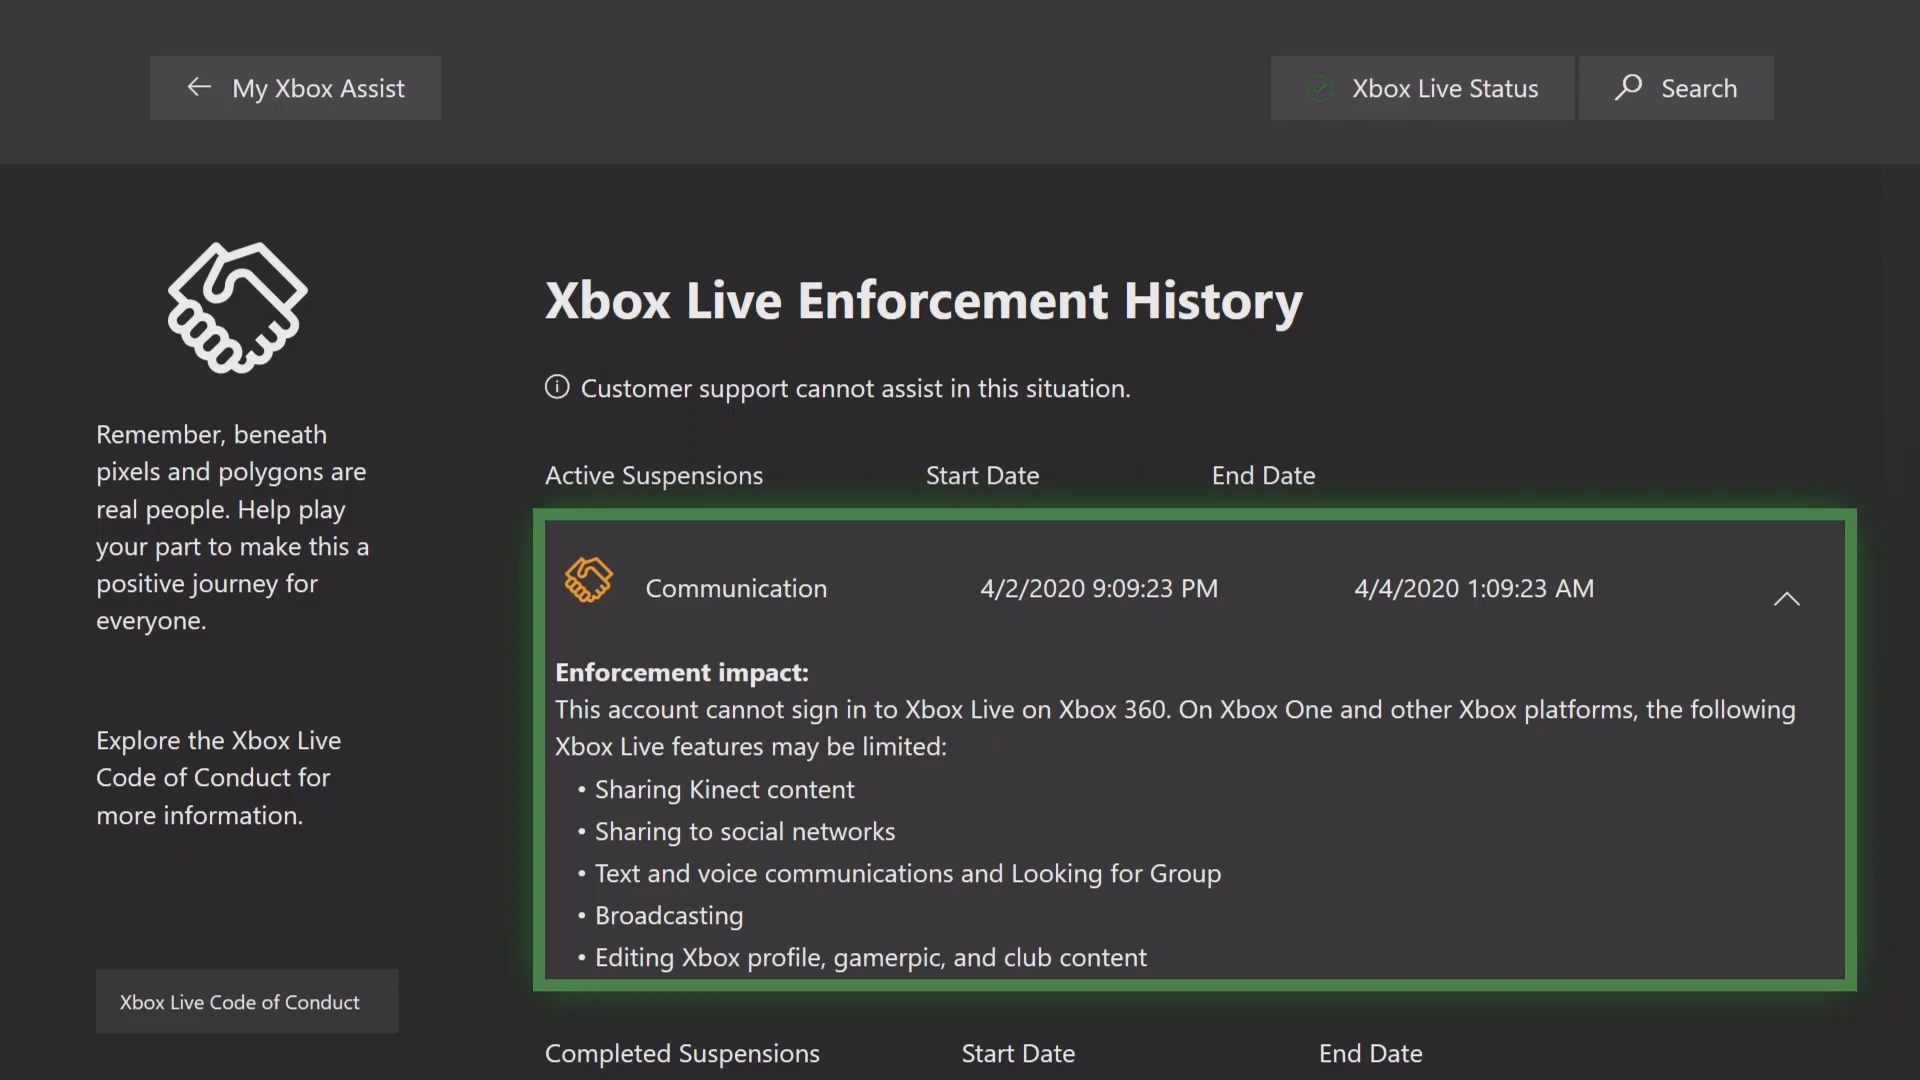 My Xbox Assist
Xbox Live Status
Search
Remember, beneath
pixels and polygons are
real people. Help play
your part to make this a
positive journey for
everyone.
Explore the Xbox Live
Code of Conduct for
more information.
Xbox Live Code of Conduct
Xbox Live Enforcement History
Customer support cannot assist in this situation.
Active Suspensions Start Date End Date
Communication 4/2/2020 9:09:23 PM 4/4/2020 1:09:23 AM
Enforcement impact:
This account cannot sign in to Xbox Live on Xbox 360. On Xbox One and other Xbox platforms, the following
Xbox Live features may be limited:
• Sharing Kinect content
• Sharing to social networks
• Text and voice communications and Looking for Group
• Broadcasting
• Editing Xbox profile, gamerpic, and club content
Completed Suspensions Start Date End Date